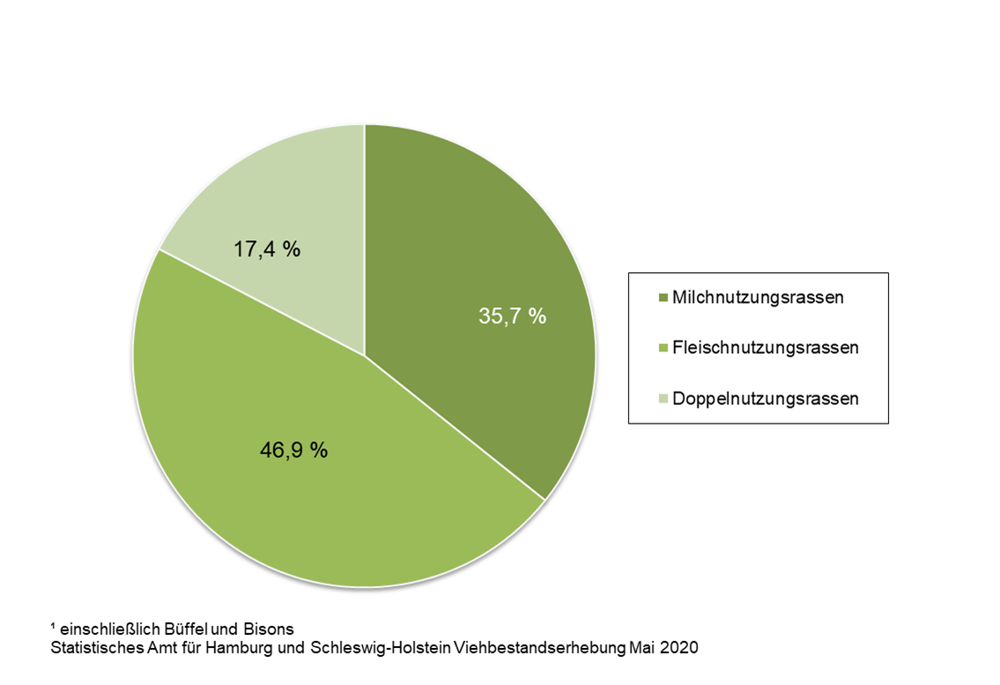 17,4 %
35,7 %
46,9 %
Milchnutzungsrassen
Fleischnutzungsrassen
Doppelnutzungsrassen
¹ einschließlich Büffel und Bisons
Statistisches Amt für Hamburg und Schleswig-Holstein Viehbestandserhebung Mai 2020